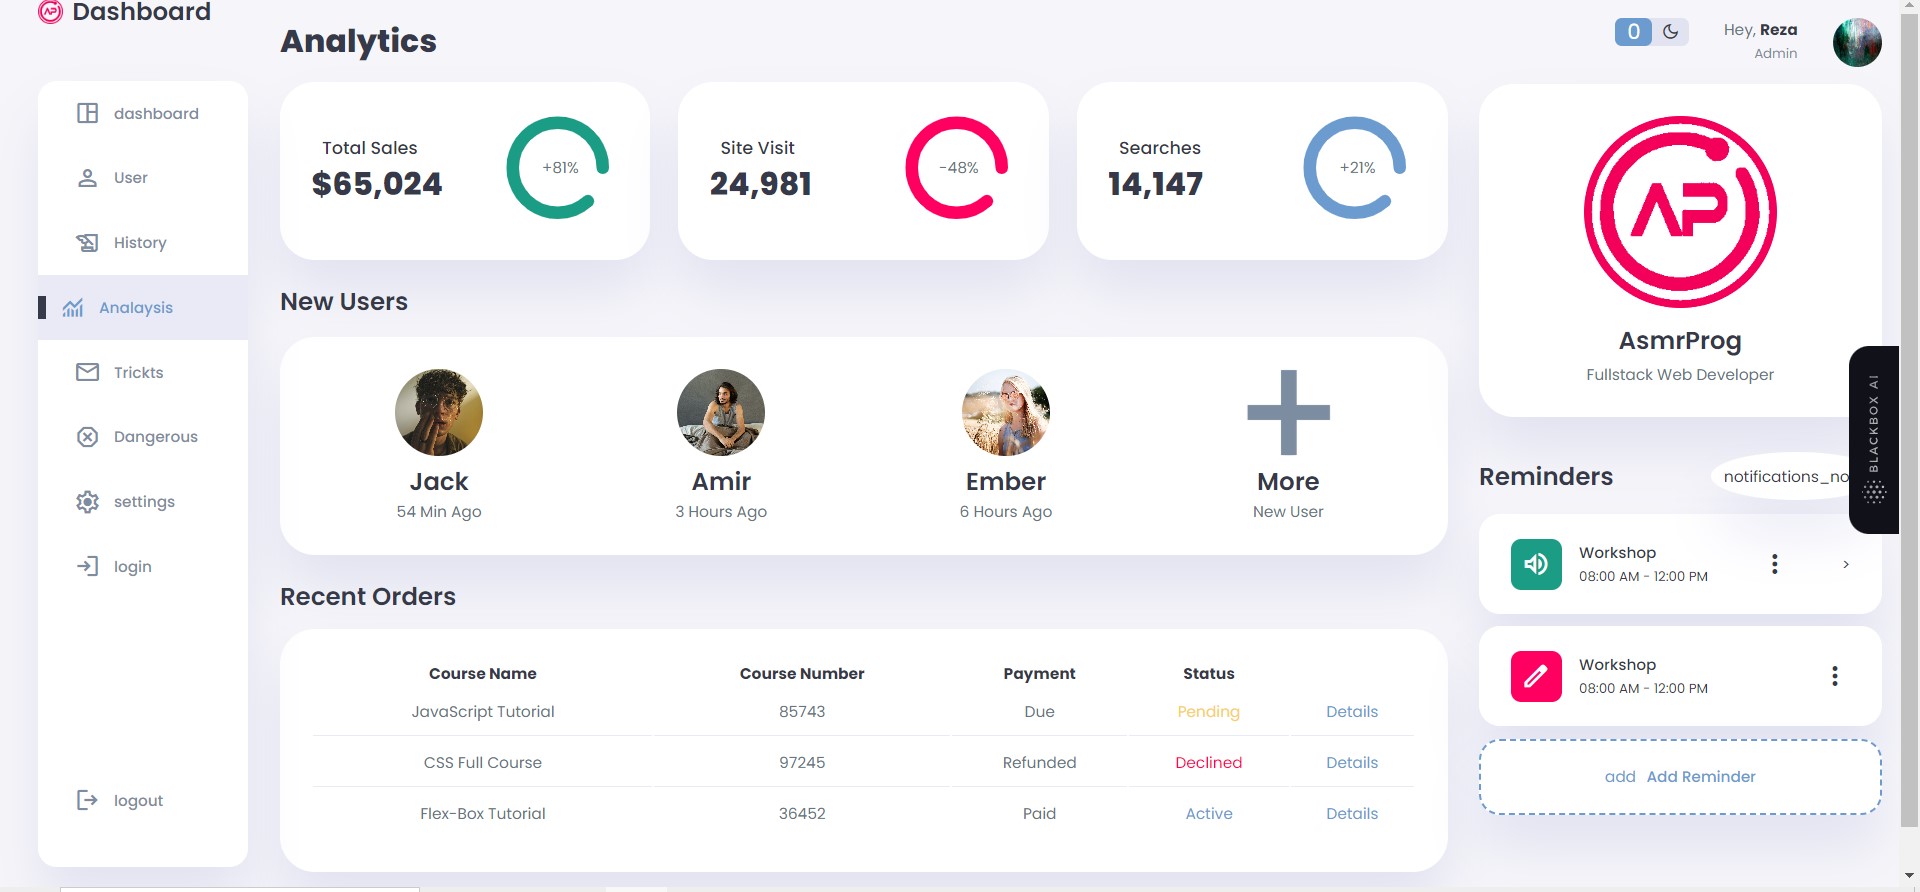 AP Dashboard
Analytics
0
Hey, Reza
Admin
dashboard
User
History
Analaysis
Trickts
Dangerous
settings
login
logout
Total Sales
$65,024
+81%
Site Visit
24,981
-48%
Searches
14,147
+21%
New Users
Jack
54 Min Ago
Amir
3 Hours Ago
Ember
6 Hours Ago
More
New User
Recent Orders
Course Name Course Number Payment Status
JavaScript Tutorial 85743 Due Pending Details
CSS Full Course 97245 Refunded Declined Details
Flex-Box Tutorial 36452 Paid Active Details
AP
AsmrProg
Fullstack Web Developer
BLACKBOX AI
Reminders
notifications_no
Workshop
08:00 AM - 12:00 PM
Workshop
08:00 AM - 12:00 PM
add Add Reminder